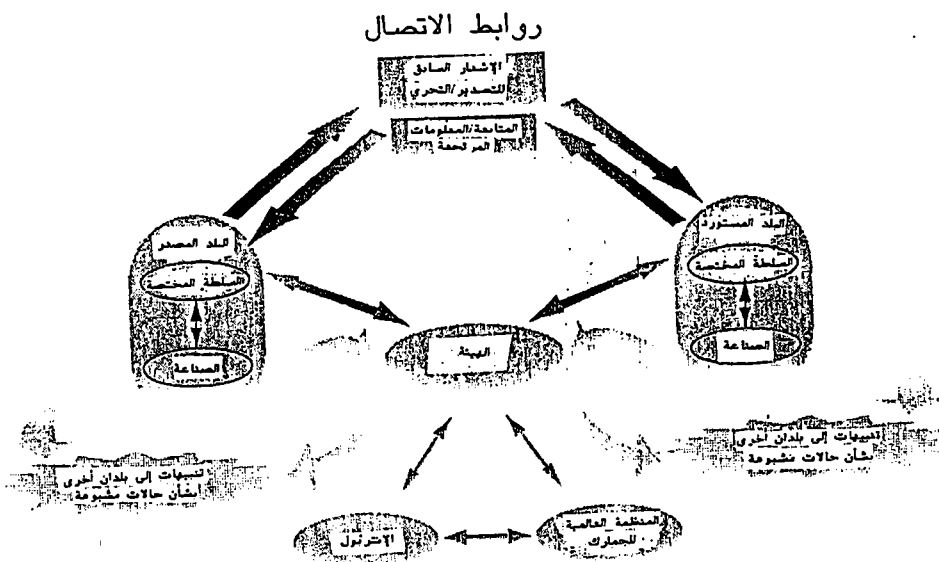 روابط الاتصال
الإشعار السابق
للتصدير/التحري
المتابعة/المعلومات
المرتجعة
البلد المصدر
السلطة المختصة
الصناعة
البلد المستورد
السلطة المختصة
الصناعة
الهيئة
تنبيهات إلى بلدان أخرى
بشأن حالات مشبوهة
تنبيهات إلى بلدان أخرى
بشأن حالات مشبوهة
الإنتربول
المنظمة العالمية
للجمارك